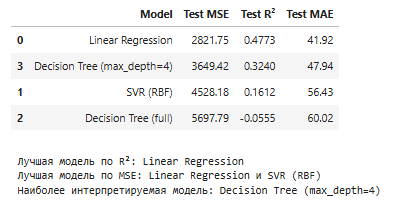 Model Test MSE Test R² Test MAE
0 Linear Regression 2821.75 0.4773 41.92
3 Decision Tree (max_depth=4) 3649.42 0.3240 47.94
1 SVR (RBF) 4528.18 0.1612 56.43
2 Decision Tree (full) 5697.79 -0.0555 60.02
Лучшая модель по R²: Linear Regression
Лучшая модель по MSE: Linear Regression и SVR (RBF)
Наиболее интерпретируемая модель: Decision Tree (max_depth=4)